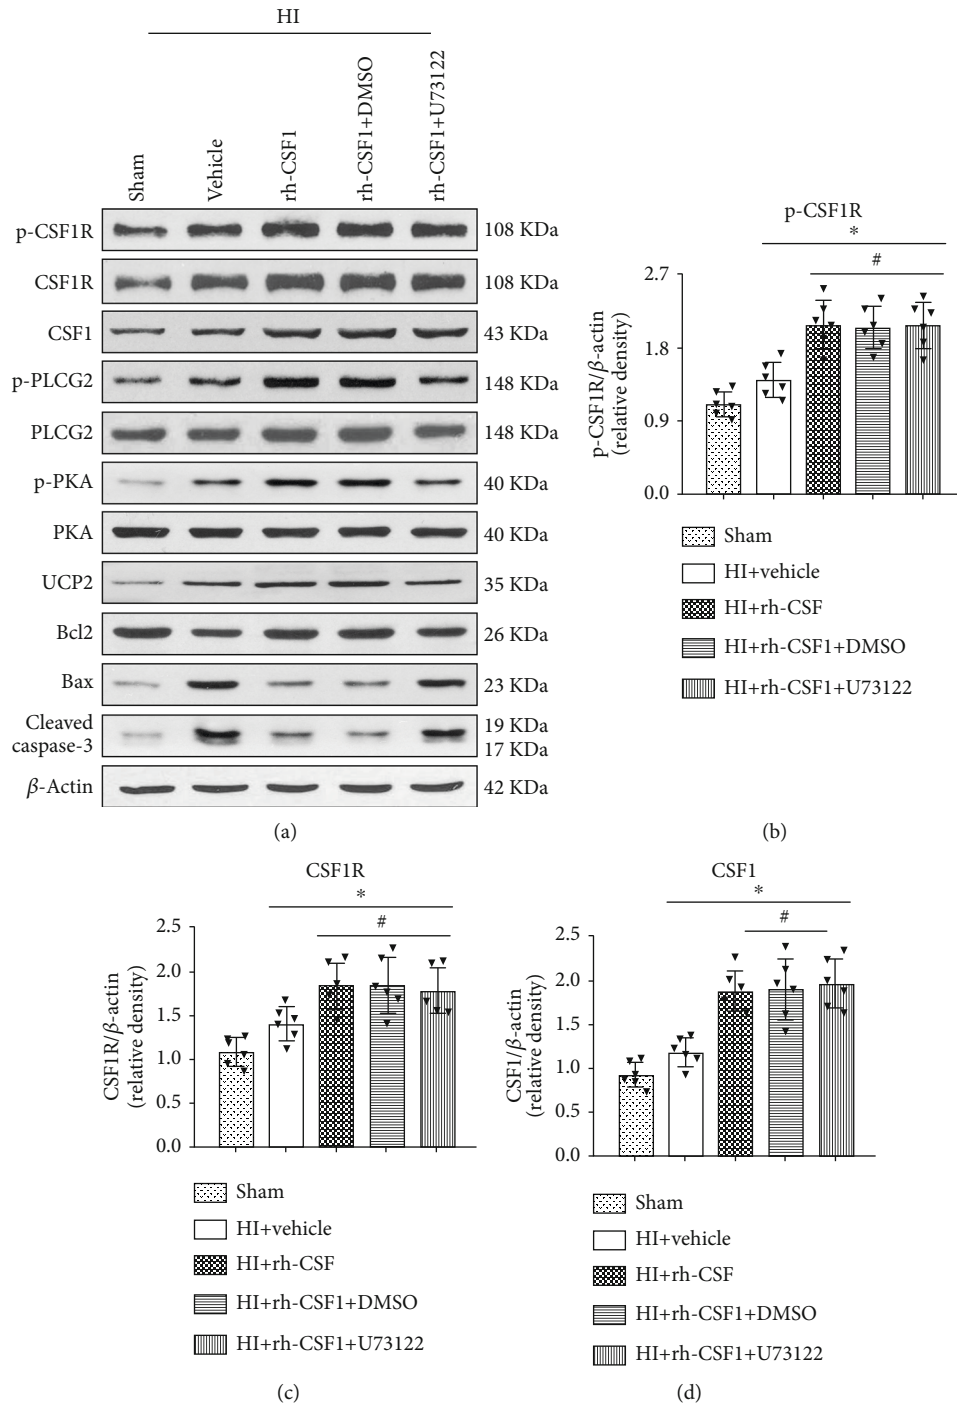 HI
Sham
Vehicle
rh-CSF1
rh-CSF1+DMSO
rh-CSF1+U73122
p-CSF1R 108 KDa
CSF1R 108 KDa
CSF1 43 KDa
p-PLCG2 148 KDa
PLCG2 148 KDa
p-PKA 40 KDa
PKA 40 KDa
UCP2 35 KDa
Bcl2 26 KDa
Bax 23 KDa
Cleaved caspase-3 19 KDa
17 KDa
β-Actin 42 KDa
(a)
p-CSF1R
*
#
2.7
1.8
0.9
0.0
p-CSF1R/β-actin
(relative density)
Sham
HI+vehicle
HI+rh-CSF
HI+rh-CSF1+DMSO
HI+rh-CSF1+U73122
(b)
CSF1R
*
#
2.5
2.0
1.5
1.0
0.5
0.0
CSF1R/β-actin
(relative density)
Sham
HI+vehicle
HI+rh-CSF
HI+rh-CSF1+DMSO
HI+rh-CSF1+U73122
(c)
CSF1
*
#
2.5
2.0
1.5
1.0
0.5
0.0
CSF1/β-actin
(relative density)
Sham
HI+vehicle
HI+rh-CSF
HI+rh-CSF1+DMSO
HI+rh-CSF1+U73122
(d)